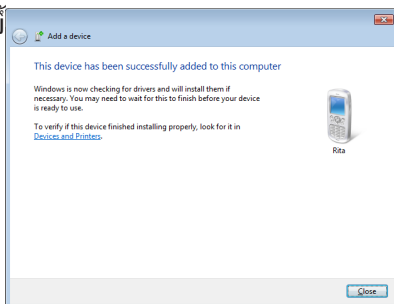 Add a device
This device has been successfully added to this computer
Windows is now checking for drivers and will install them if
necessary. You may need to wait for this to finish before your device
is ready to use.
To verify if this device finished installing properly, look for it in
Devices and Printers.
Rita
Close